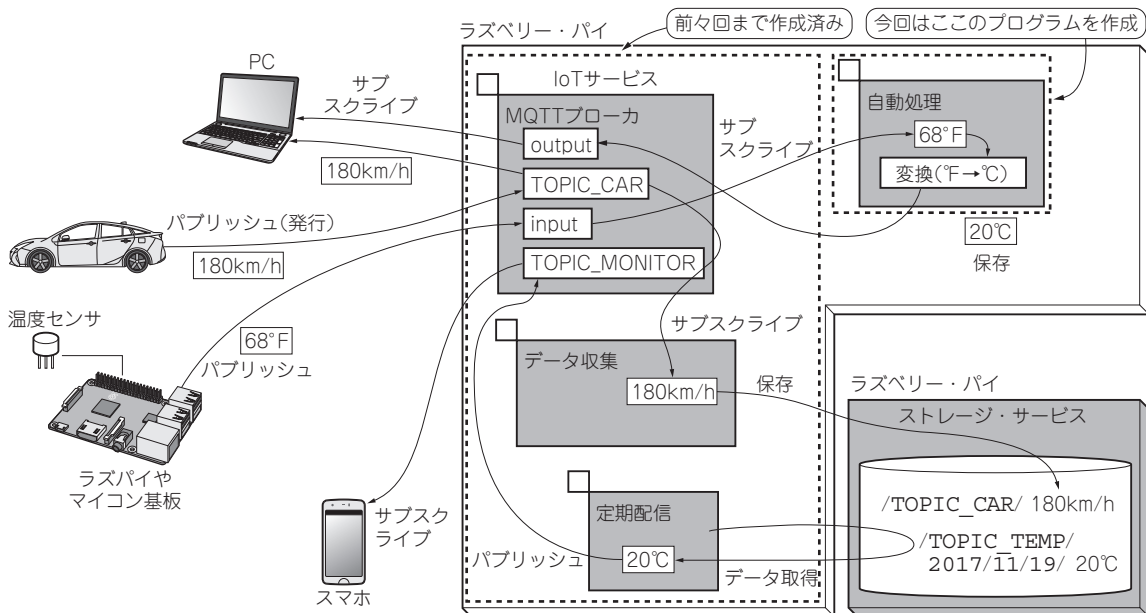 前々回まで作成済み
今回はここのプログラムを作成
ラズベリー・パイ
PC
サブ
スクライブ
180km/h
パブリッシュ(発行)
180km/h
温度センサ
68°F
パブリッシュ
ラズパイや
マイコン基板
スマホ
サブスク
ライブ
IoTサービス
MQTTブローカ
output
TOPIC_CAR
input
TOPIC_MONITOR
サブ
スクライブ
自動処理
68°F
変換(℉→℃)
20℃
保存
サブスクライブ
データ収集
180km/h
保存
定期配信
パブリッシュ
20℃
データ取得
ラズベリー・パイ
ストレージ・サービス
/TOPIC_CAR/ 180km/h
/TOPIC_TEMP/
2017/11/19/ 20℃